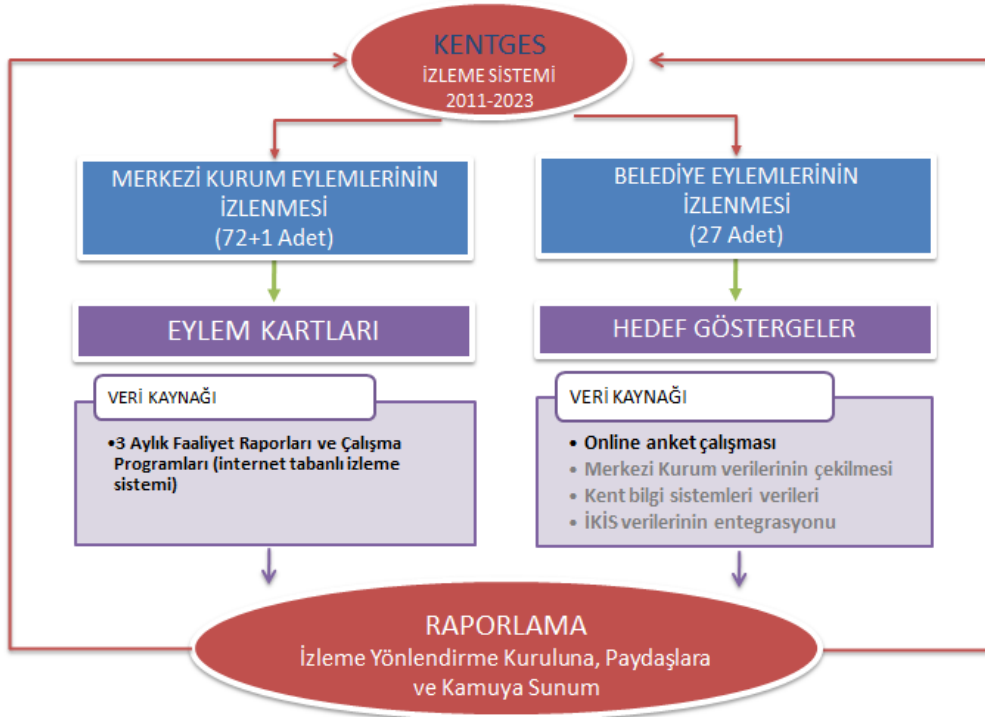 KENTGES
İZLEME SİSTEMİ
2011-2023
MERKEZİ KURUM EYLEMLERİNİN
İZLENMESİ
(72+1 Adet)
EYLEM KARTLARI
VERİ KAYNAĞI
•3 Aylık Faaliyet Raporları ve Çalışma
Programları (internet tabanlı izleme
sistemi)
BELEDİYE EYLEMLERİNİN
İZLENMESİ
(27 Adet)
HEDEF GÖSTERGELER
VERİ KAYNAĞI
• Online anket çalışması
• Merkezi Kurum verilerinin çekilmesi
• Kent bilgi sistemleri verileri
• İKİS verilerinin entegrasyonu
RAPORLAMA
İzleme Yönlendirme Kuruluna, Paydaşlara
ve Kamuya Sunum